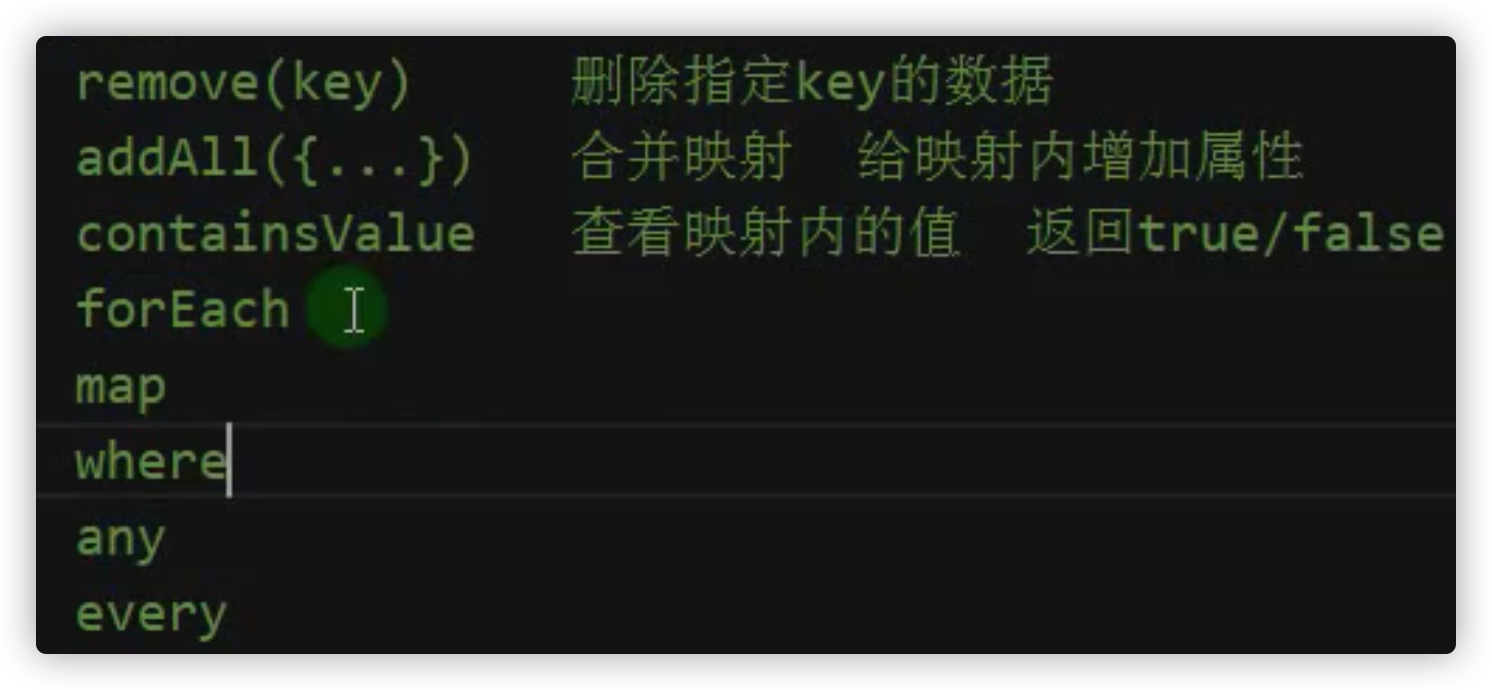 remove(key) 删除指定key的数据
addAll({...}) 合并映射 给映射内增加属性
containsValue 查看映射内的值 返回true/false
forEach
map
where
any
every